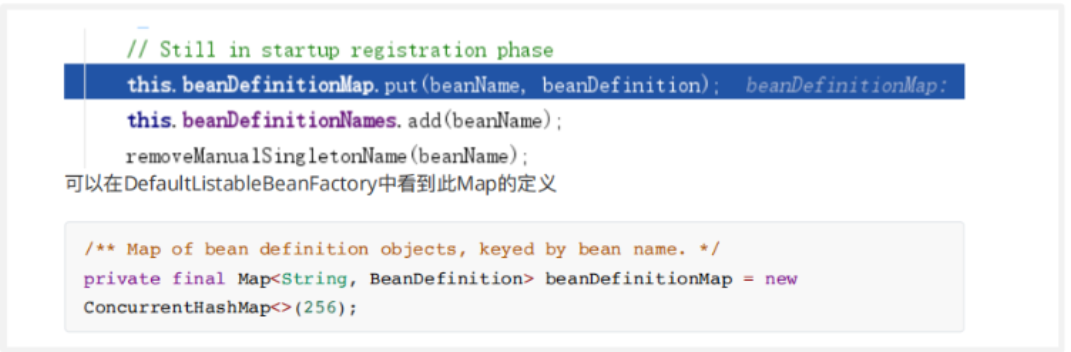 // Still in startup registration phase
this.beanDefinitionMap.put(beanName, beanDefinition); beanDefinitionMap:
this.beanDefinitionNames.add(beanName);
removeManualSingletonName(beanName);
可以在DefaultListableBeanFactory中看到此Map的定义
/** Map of bean definition objects, keyed by bean name. */
private final Map<String, BeanDefinition> beanDefinitionMap = new
ConcurrentHashMap<>(256);